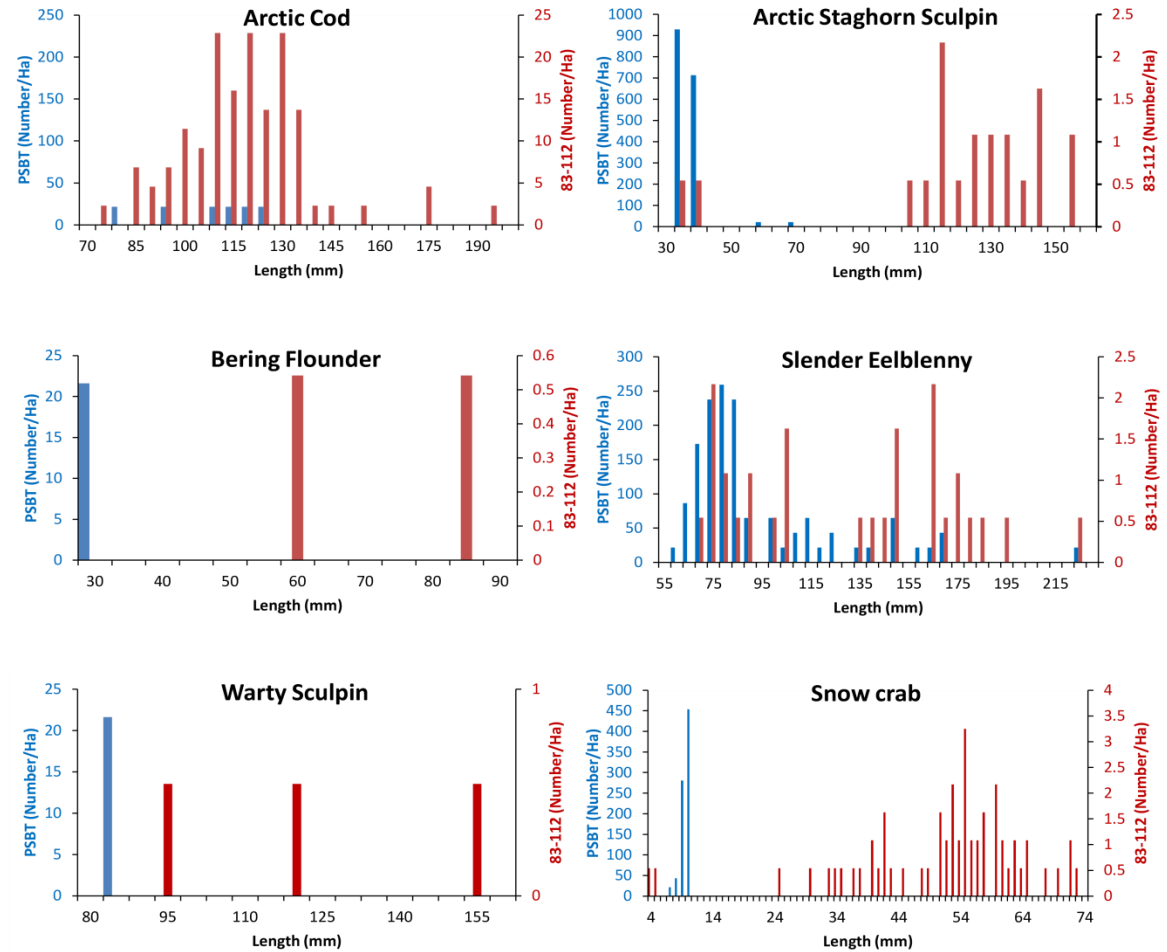 Arctic Cod
PSBT (Number/Ha)
250
200
150
100
50
0
25
20
15
10
5
0
83-112 (Number/Ha)
70 85 100 115 130 145 160 175 190
Length (mm)
Arctic Staghorn Sculpin
PSBT (Number/Ha)
1000
900
800
700
600
500
400
300
200
100
0
2.5
2
1.5
1
0.5
0
83-112 (Number/Ha)
30 50 70 90 110 130 150
Length (mm)
Bering Flounder
PSBT (Number/Ha)
25
20
15
10
5
0
0.6
0.5
0.4
0.3
0.2
0.1
0
83-112 (Number/Ha)
30 40 50 60 70 80 90
Length (mm)
Slender Eelblenny
PSBT (Number/Ha)
300
250
200
150
100
50
0
2.5
2
1.5
1
0.5
0
83-112 (Number/Ha)
55 75 95 115 135 155 175 195 215
Length (mm)
Warty Sculpin
PSBT (Number/Ha)
25
20
15
10
5
0
1
0
83-112 (Number/Ha)
80 95 110 125 140 155
Length (mm)
Snow crab
PSBT (Number/Ha)
500
450
400
350
300
250
200
150
100
50
0
4
3.5
3
2.5
2
1.5
1
0.5
0
83-112 (Number/Ha)
4 14 24 34 44 54 64 74
Length (mm)